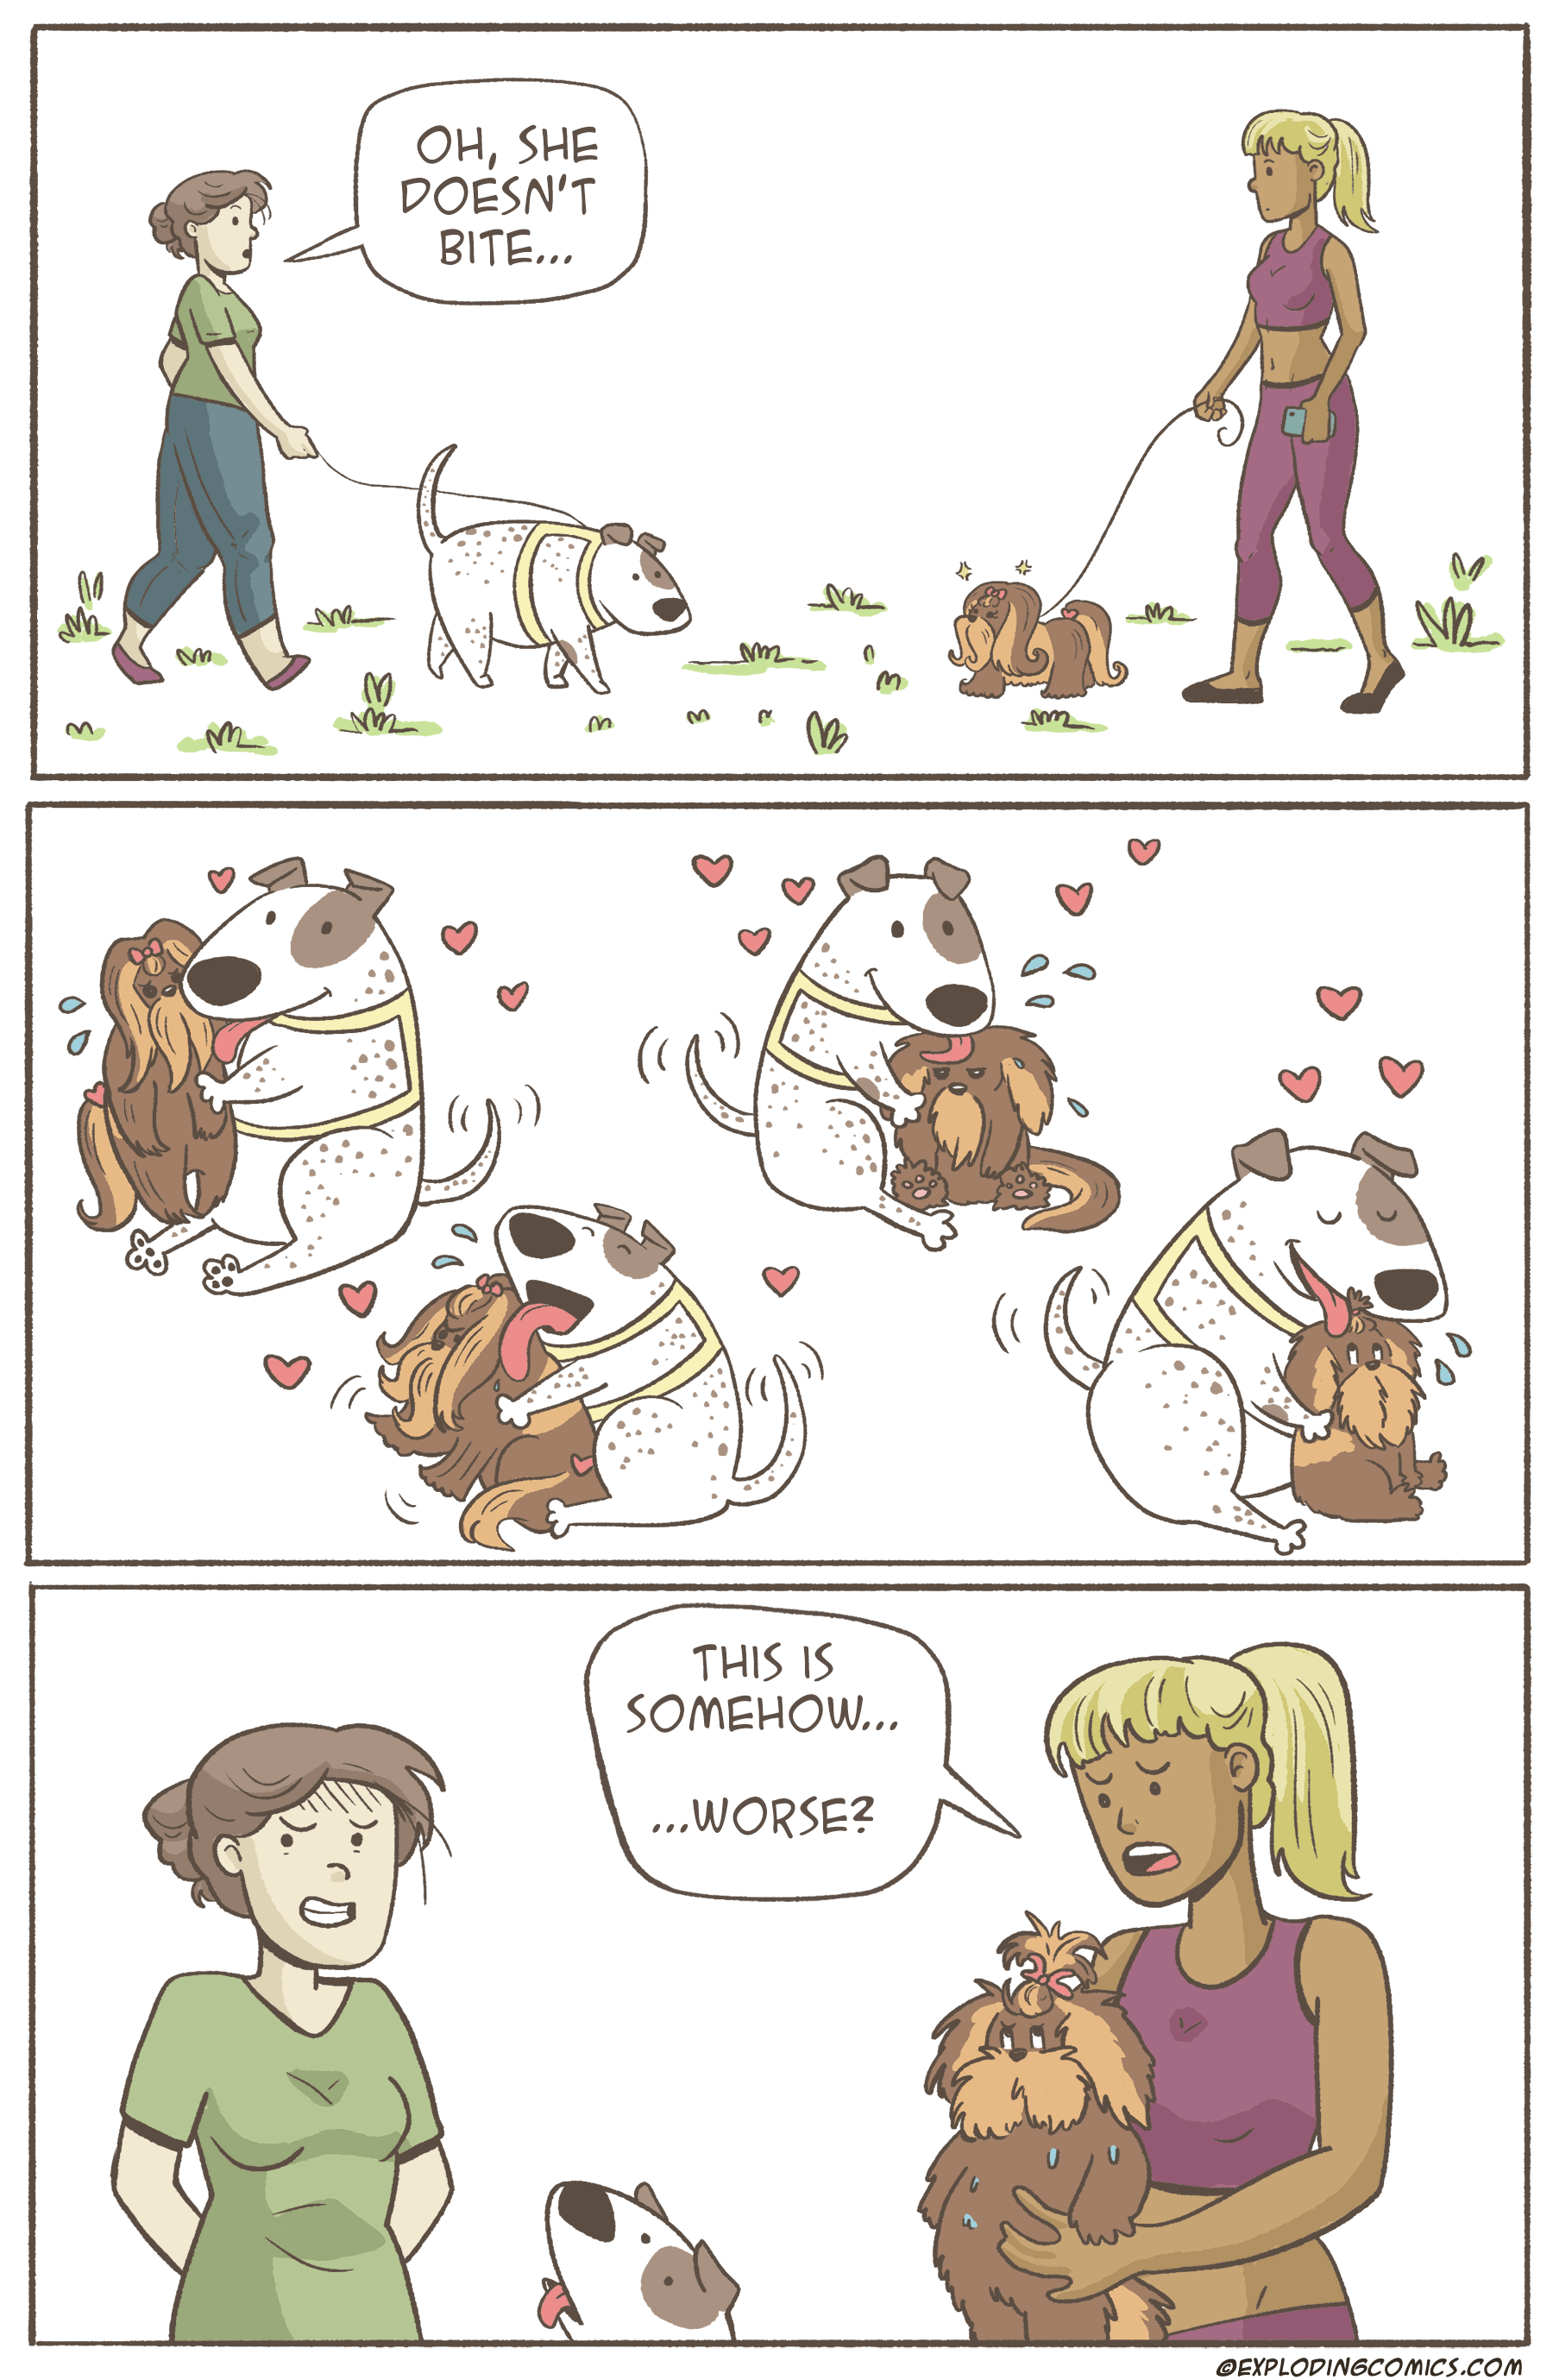 OH, SHE
DOESN'T
BITE...
THIS IS
SOMEHOW...
...WORSE?
©EXPLODINGCOMICS.COM